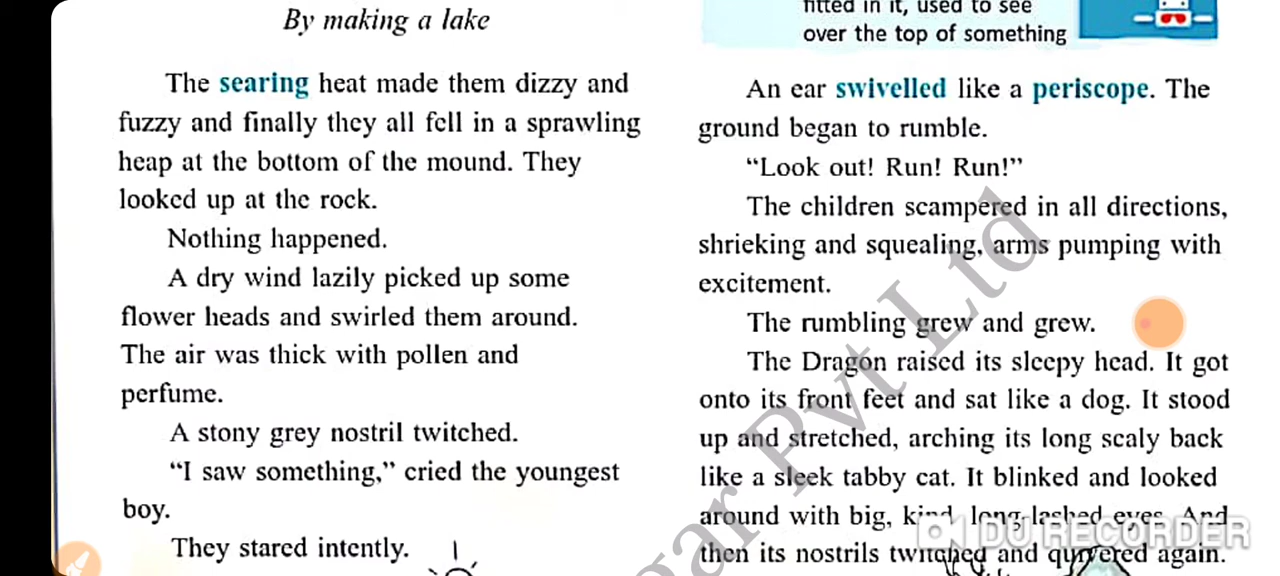 By making a lake
The searing heat made them dizzy and
fuzzy and finally they all fell in a sprawling
heap at the bottom of the mound. They
looked up at the rock.
Nothing happened.
A dry wind lazily picked up some
flower heads and swirled them around.
The air was thick with pollen and
perfume.
A stony grey nostril twitched.
“I saw something,” cried the youngest
boy.
They stared intently.
fitted in it, used to see
over the top of something
An ear swivelled like a periscope. The
ground began to rumble.
“Look out! Run! Run!”
The children scampered in all directions,
shrieking and squealing, arms pumping with
excitement.
The rumbling grew and grew.
The Dragon raised its sleepy head. It got
onto its front feet and sat like a dog. It stood
up and stretched, arching its long scaly back
like a sleek tabby cat. It blinked and looked
around with big, kind, long-lashed eyes. And
then its nostrils twitched and quivered again.
Pvt Ltd
DU RECORDER